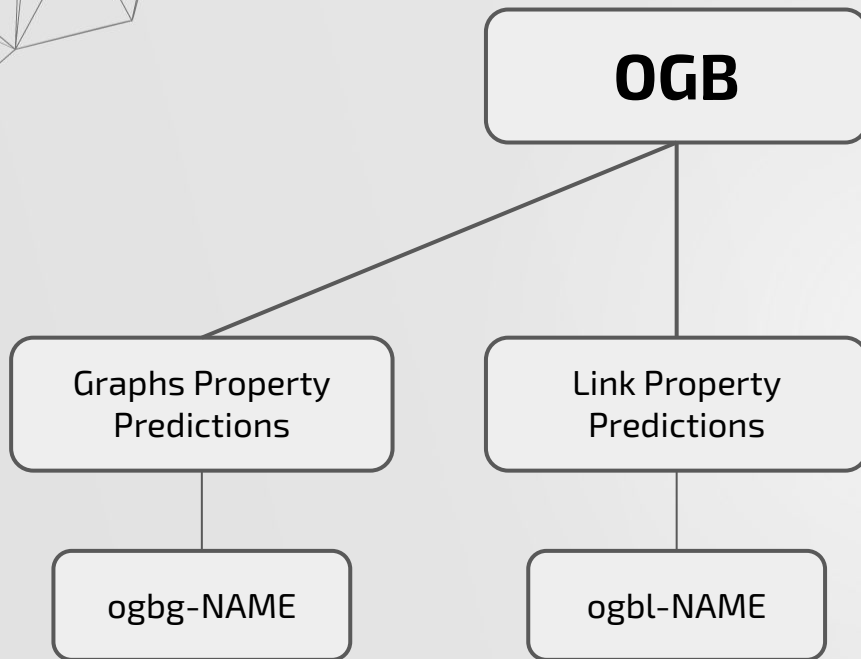 OGB
Graphs Property
Predictions
Link Property
Predictions
ogbg-NAME
ogbl-NAME